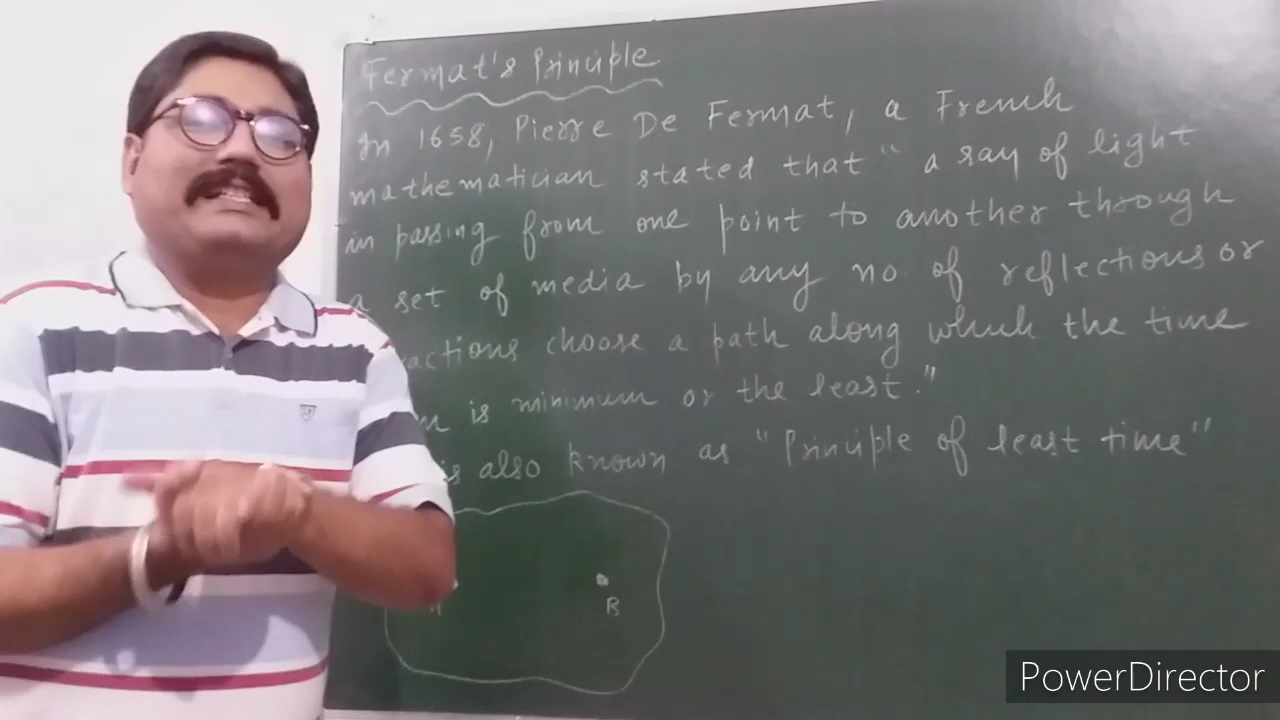 Fermat's Principle
In 1658, Pierre De Fermat, a French
mathematician stated that " a ray of light
in passing from one point to another through
a set of media by any no. of reflections or
actions choose a path along which the time
n is minimum or the least."
is also known as "Principle of least time"
B
PowerDirector